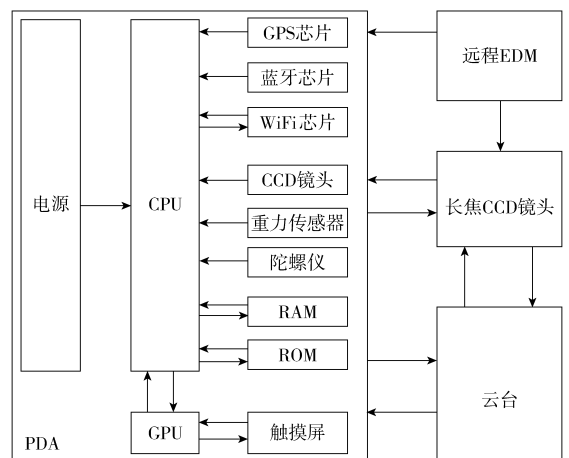 GPS芯片
远程EDM
蓝牙芯片
WiFi芯片
CCD镜头
电源
CPU
长焦CCD镜头
重力传感器
陀螺仪
RAM
ROM
云台
GPU
触摸屏
PDA